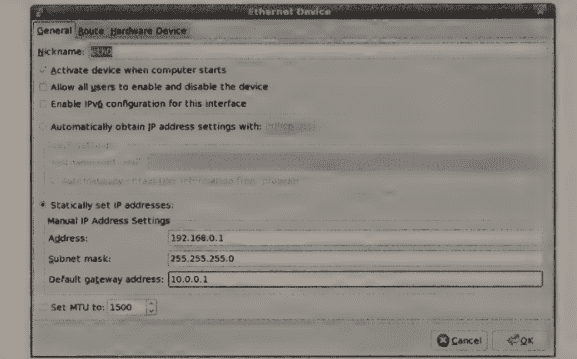 Ethernet Device
General Route Hardware Device
Nickname: eth0
Activate device when computer starts
Allow all users to enable and disable the device
Enable IPv6 configuration for this interface
Automatically obtain IP address settings with:
Statically set IP addresses:
Manual IP Address Settings
Address: 192.168.0.1
Subnet mask: 255.255.255.0
Default gateway address: 10.0.0.1
Set MTU to: 1500
Cancel OK